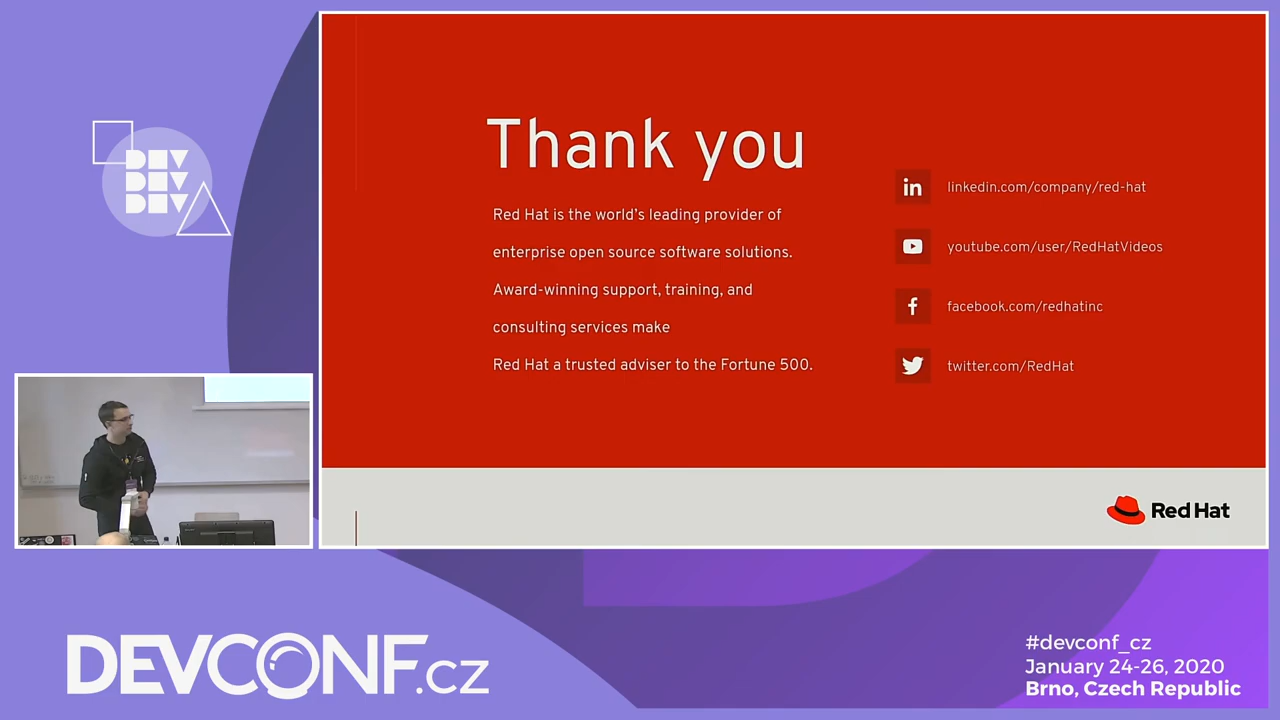 DEV
DEV
DEV
Thank you
Red Hat is the world's leading provider of
enterprise open source software solutions.
Award-winning support, training, and
consulting services make
Red Hat a trusted adviser to the Fortune 500.
linkedin.com/company/red-hat
youtube.com/user/RedHatVideos
facebook.com/redhatinc
twitter.com/RedHat
Red Hat
DEVCONF.cz
#devconf_cz
January 24-26, 2020
Brno, Czech Republic